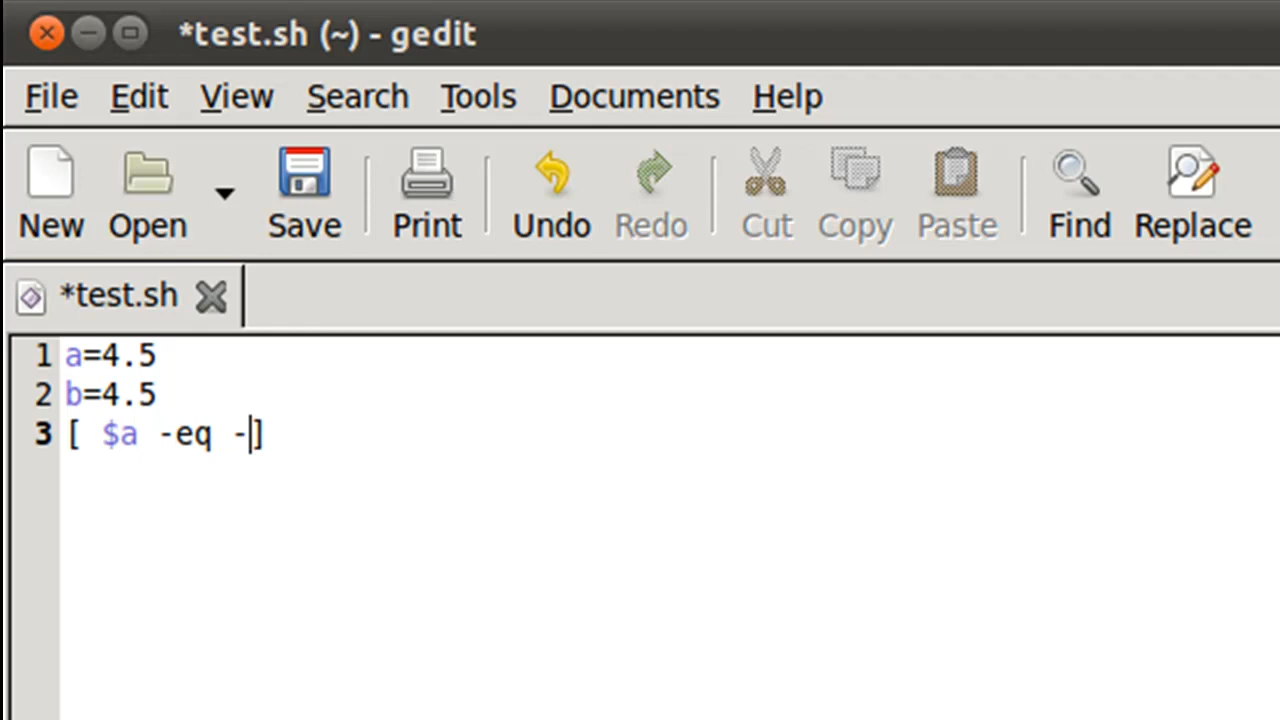 *test.sh (~) - gedit
File Edit View Search Tools Documents Help
New Open Save Print Undo Redo Cut Copy Paste Find Replace
*test.sh
1 a=4.5
2 b=4.5
3 [ $a -eq -]